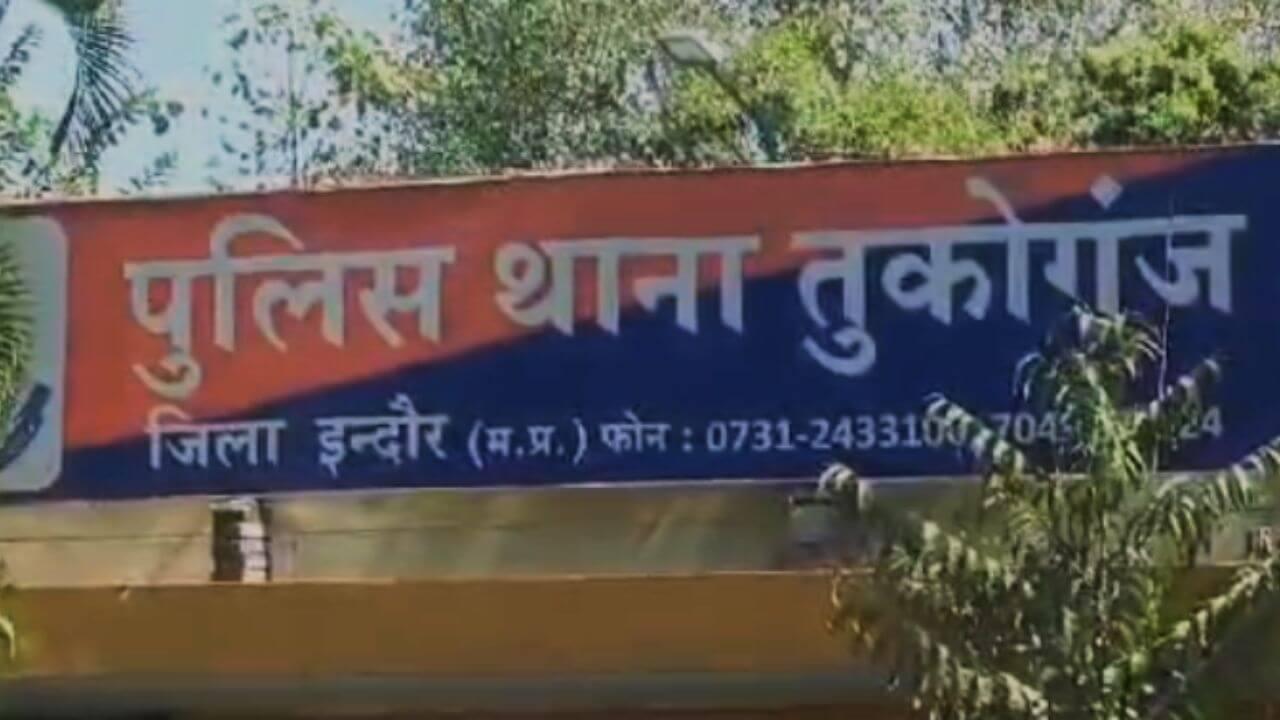 पुलिस थाना तुकोगंज
जिला इन्दौर (म.प्र.) फोन : 0731-2433100